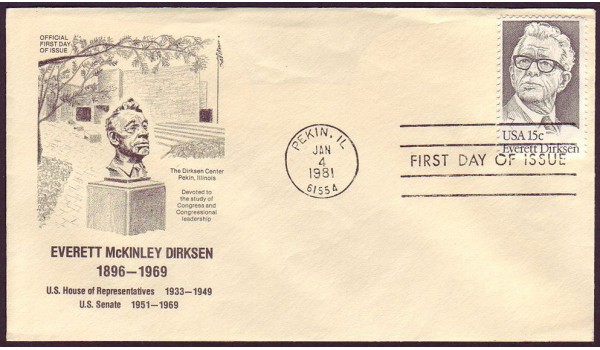 OFFICIAL
FIRST DAY
OF ISSUE
The Dirksen Center
Pekin, Illinois
Devoted to
the study of
Congress and
Congressional
leadership
EVERETT McKINLEY DIRKSEN
1896—1969
U.S. House of Representatives 1933—1949
U.S. Senate 1951—1969
PEKIN, IL
JAN
4
1981
61554
USA 15c
Everett Dirksen
FIRST DAY OF ISSUE